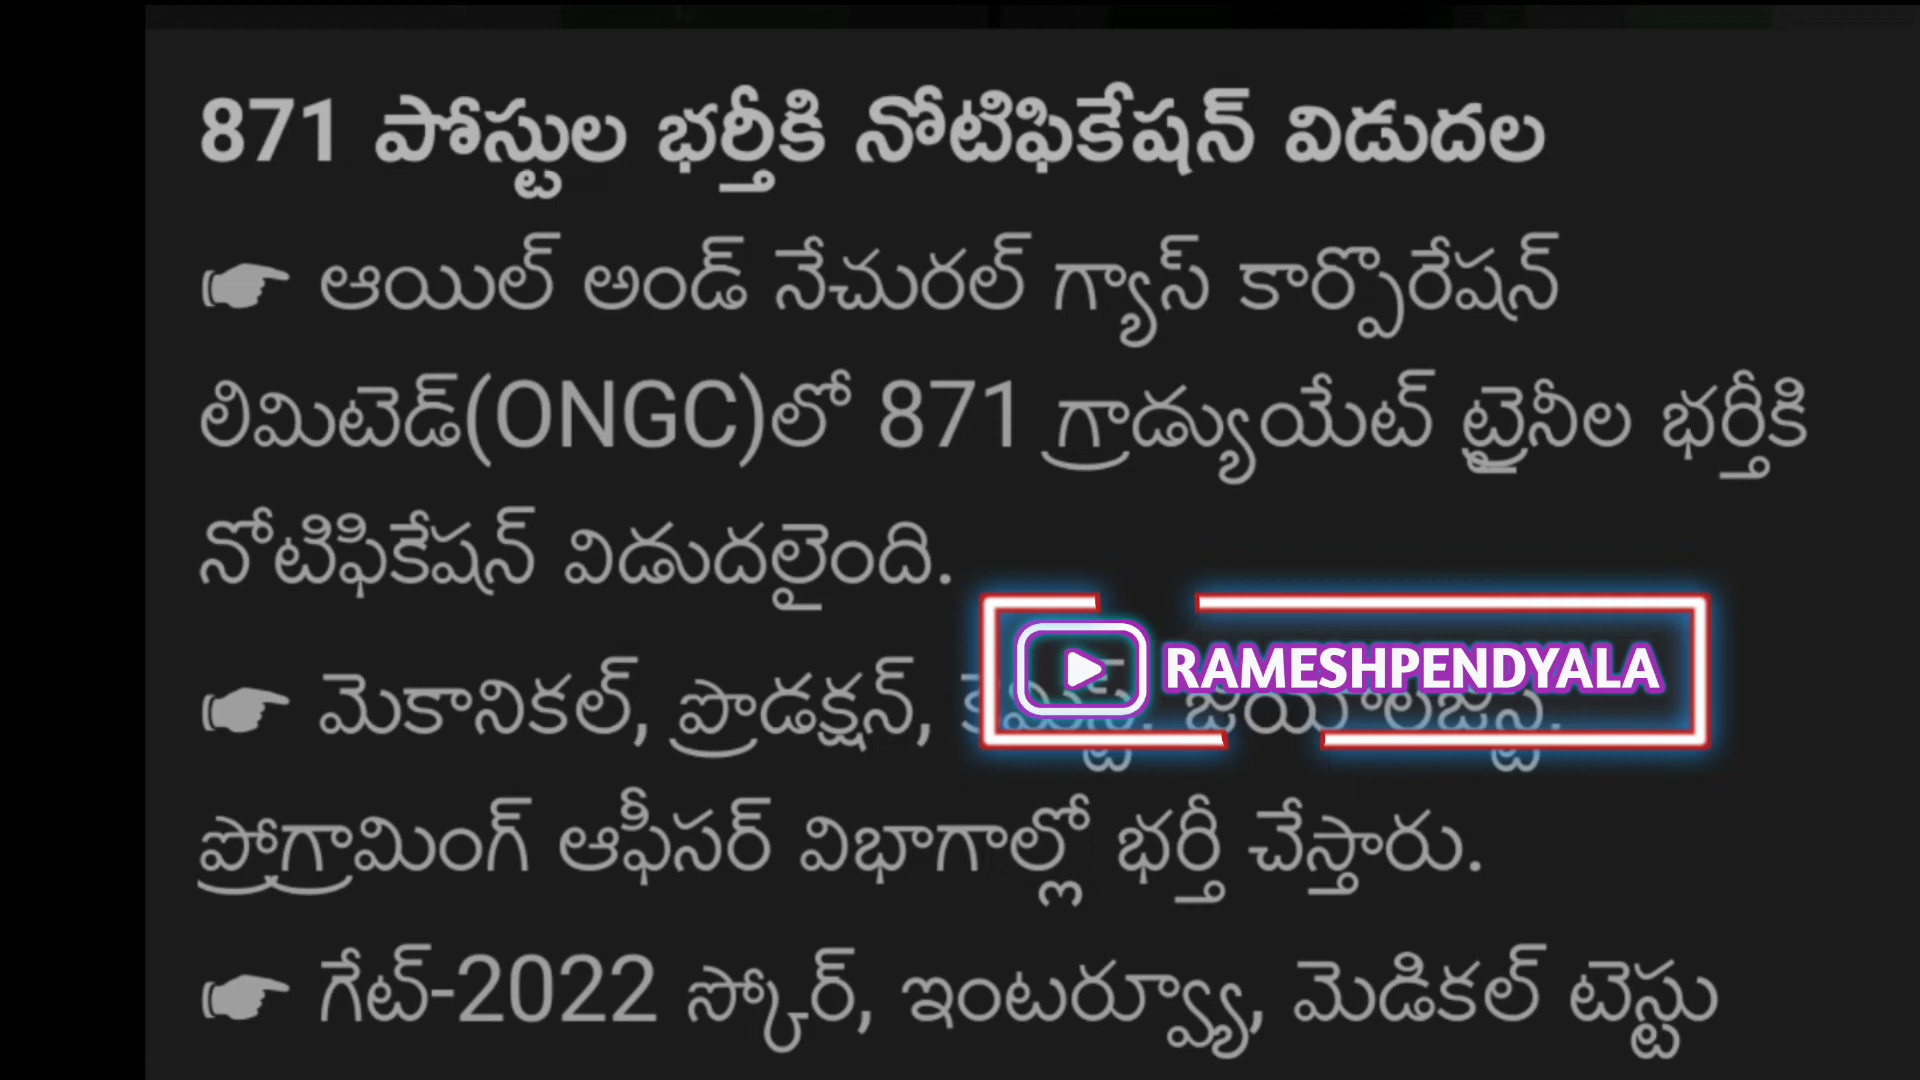 871 పోస్టుల భర్తీకి నోటిఫికేషన్ విడుదల
☛ ఆయిల్ అండ్ నేచురల్ గ్యాస్ కార్పొరేషన్
లిమిటెడ్(ONGC)లో 871 గ్రాడ్యుయేట్ ట్రైనీల భర్తీకి
నోటిఫికేషన్ విడుదలైంది.
RAMESHPENDYALA
☛ మెకానికల్, ప్రొడక్షన్,
ప్రోగ్రామింగ్ ఆఫీసర్ విభాగాల్లో భర్తీ చేస్తారు.
☛ గేట్-2022 స్కోర్, ఇంటర్వ్యూ, మెడికల్ టెస్టు